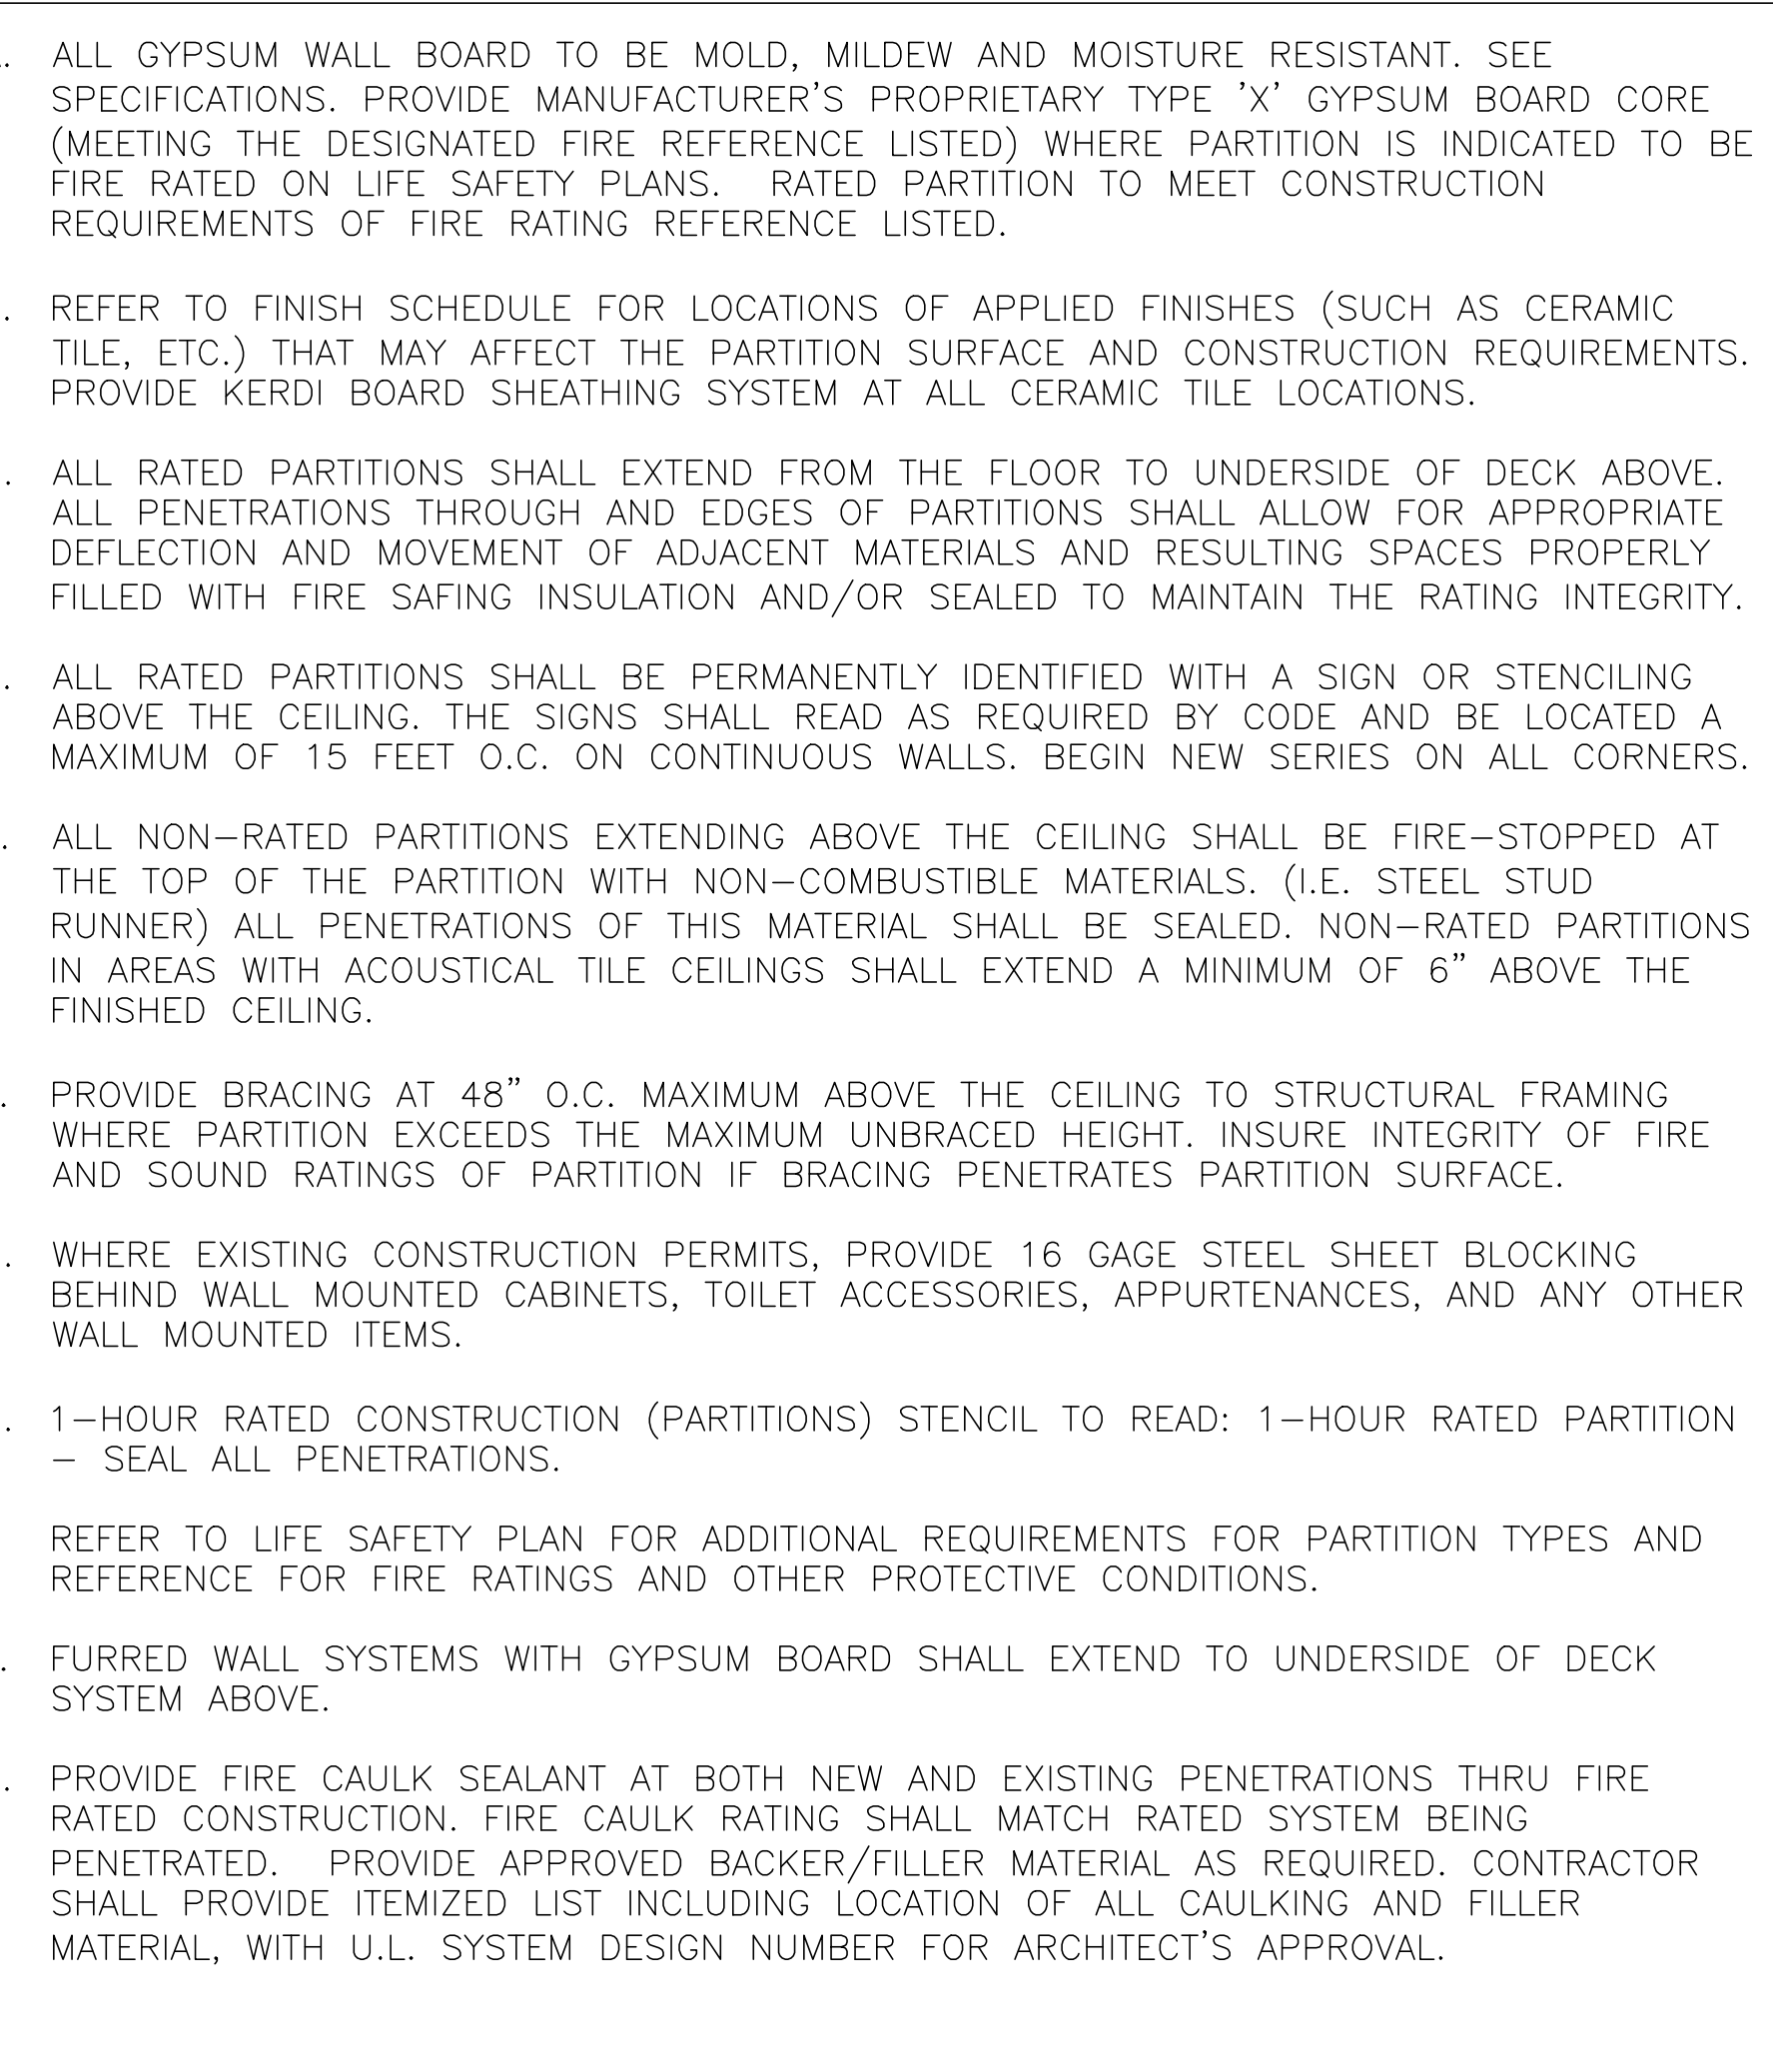 . ALL GYPSUM WALL BOARD TO BE MOLD, MILDEW AND MOISTURE RESISTANT. SEE
SPECIFICATIONS. PROVIDE MANUFACTURER'S PROPRIETARY TYPE 'X' GYPSUM BOARD CORE
(MEETING THE DESIGNATED FIRE REFERENCE LISTED) WHERE PARTITION IS INDICATED TO BE
FIRE RATED ON LIFE SAFETY PLANS. RATED PARTITION TO MEET CONSTRUCTION
REQUIREMENTS OF FIRE RATING REFERENCE LISTED.
. REFER TO FINISH SCHEDULE FOR LOCATIONS OF APPLIED FINISHES (SUCH AS CERAMIC
TILE, ETC.) THAT MAY AFFECT THE PARTITION SURFACE AND CONSTRUCTION REQUIREMENTS.
PROVIDE KERDI BOARD SHEATHING SYSTEM AT ALL CERAMIC TILE LOCATIONS.
. ALL RATED PARTITIONS SHALL EXTEND FROM THE FLOOR TO UNDERSIDE OF DECK ABOVE.
ALL PENETRATIONS THROUGH AND EDGES OF PARTITIONS SHALL ALLOW FOR APPROPRIATE
DEFLECTION AND MOVEMENT OF ADJACENT MATERIALS AND RESULTING SPACES PROPERLY
FILLED WITH FIRE SAFING INSULATION AND/OR SEALED TO MAINTAIN THE RATING INTEGRITY.
. ALL RATED PARTITIONS SHALL BE PERMANENTLY IDENTIFIED WITH A SIGN OR STENCILING
ABOVE THE CEILING. THE SIGNS SHALL READ AS REQUIRED BY CODE AND BE LOCATED A
MAXIMUM OF 15 FEET O.C. ON CONTINUOUS WALLS. BEGIN NEW SERIES ON ALL CORNERS.
. ALL NON-RATED PARTITIONS EXTENDING ABOVE THE CEILING SHALL BE FIRE-STOPPED AT
THE TOP OF THE PARTITION WITH NON-COMBUSTIBLE MATERIALS. (I.E. STEEL STUD
RUNNER) ALL PENETRATIONS OF THIS MATERIAL SHALL BE SEALED. NON-RATED PARTITIONS
IN AREAS WITH ACOUSTICAL TILE CEILINGS SHALL EXTEND A MINIMUM OF 6" ABOVE THE
FINISHED CEILING.
. PROVIDE BRACING AT 48" O.C. MAXIMUM ABOVE THE CEILING TO STRUCTURAL FRAMING
WHERE PARTITION EXCEEDS THE MAXIMUM UNBRACED HEIGHT. INSURE INTEGRITY OF FIRE
AND SOUND RATINGS OF PARTITION IF BRACING PENETRATES PARTITION SURFACE.
. WHERE EXISTING CONSTRUCTION PERMITS, PROVIDE 16 GAGE STEEL SHEET BLOCKING
BEHIND WALL MOUNTED CABINETS, TOILET ACCESSORIES, APPURTENANCES, AND ANY OTHER
WALL MOUNTED ITEMS.
. 1-HOUR RATED CONSTRUCTION (PARTITIONS) STENCIL TO READ: 1-HOUR RATED PARTITION
- SEAL ALL PENETRATIONS.
REFER TO LIFE SAFETY PLAN FOR ADDITIONAL REQUIREMENTS FOR PARTITION TYPES AND
REFERENCE FOR FIRE RATINGS AND OTHER PROTECTIVE CONDITIONS.
. FURRED WALL SYSTEMS WITH GYPSUM BOARD SHALL EXTEND TO UNDERSIDE OF DECK
SYSTEM ABOVE.
. PROVIDE FIRE CAULK SEALANT AT BOTH NEW AND EXISTING PENETRATIONS THRU FIRE
RATED CONSTRUCTION. FIRE CAULK RATING SHALL MATCH RATED SYSTEM BEING
PENETRATED. PROVIDE APPROVED BACKER/FILLER MATERIAL AS REQUIRED. CONTRACTOR
SHALL PROVIDE ITEMIZED LIST INCLUDING LOCATION OF ALL CAULKING AND FILLER
MATERIAL, WITH U.L. SYSTEM DESIGN NUMBER FOR ARCHITECT'S APPROVAL.